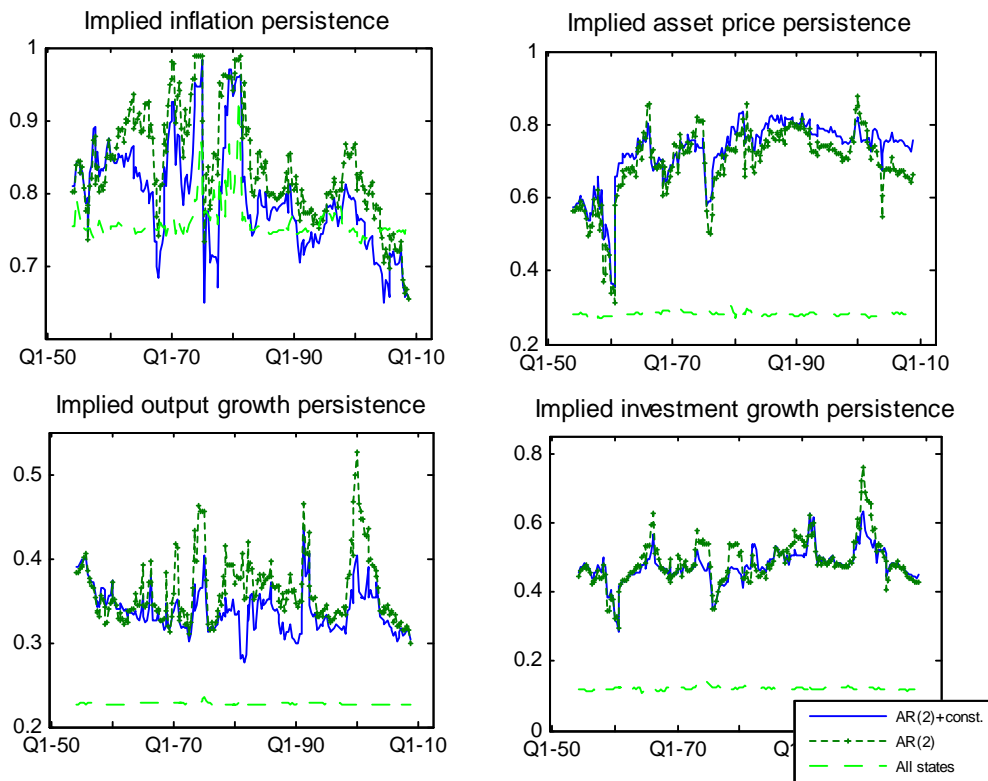 Implied inflation persistence
1
0.9
0.8
0.7
Q1-50 Q1-70 Q1-90 Q1-10
Implied asset price persistence
1
0.8
0.6
0.4
0.2
Q1-50 Q1-70 Q1-90 Q1-10
Implied output growth persistence
0.5
0.4
0.3
0.2
Q1-50 Q1-70 Q1-90 Q1-10
Implied investment growth persistence
0.8
0.6
0.4
0.2
0
Q1-50 Q1-70
AR(2)+const.
AR(2)
All states